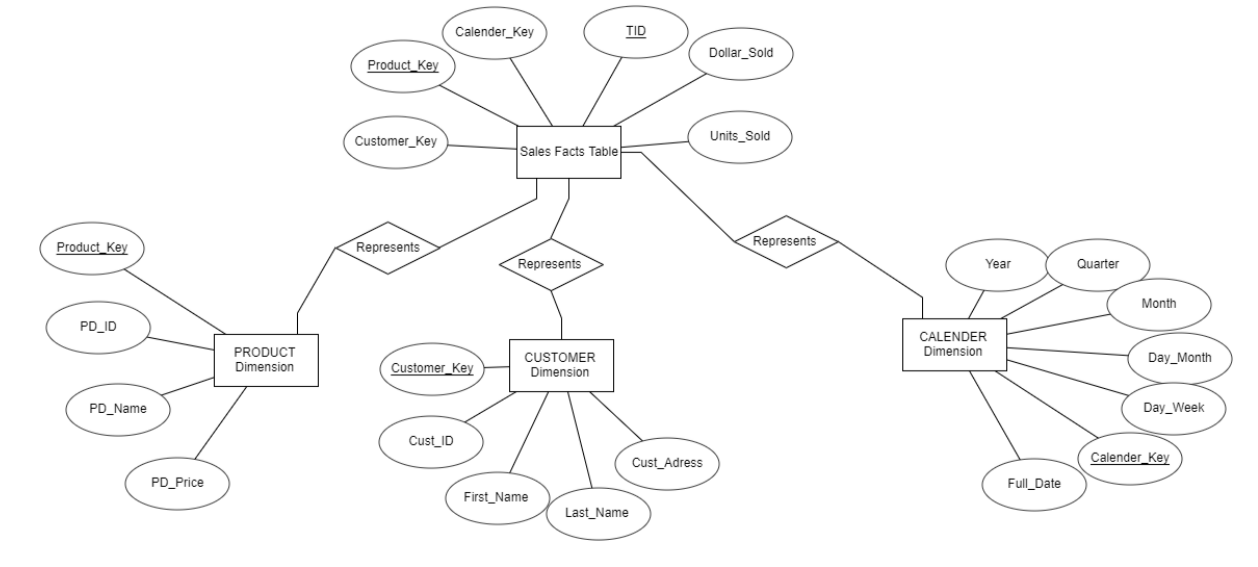 Calender_Key
TID
Dollar_Sold
Product_Key
Units_Sold
Customer_Key
Sales Facts Table
Represents
Represents
Represents
Product_Key
PD_ID
PRODUCT
Dimension
PD_Name
PD_Price
Customer_Key
CUSTOMER
Dimension
Cust_ID
First_Name
Last_Name
Cust_Adress
Year
Quarter
Month
CALENDER
Dimension
Day_Month
Day_Week
Calender_Key
Full_Date